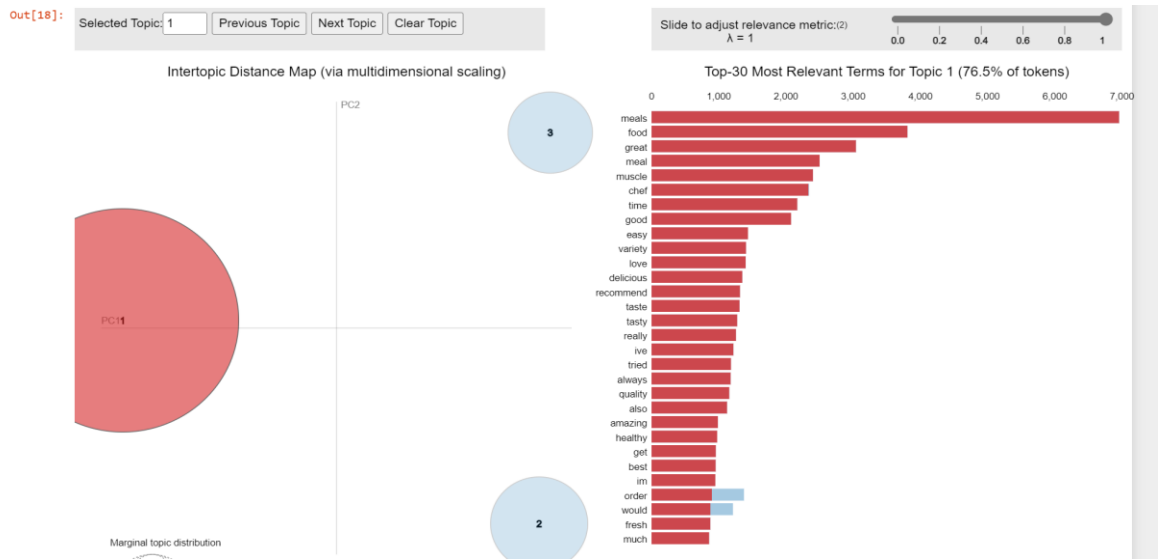 Out[18]:
Selected Topic: 1 Previous Topic Next Topic Clear Topic
Slide to adjust relevance metric:(2)
λ = 1
0.0 0.2 0.4 0.6 0.8 1
Intertopic Distance Map (via multidimensional scaling)
PC2
3
PC1
1
2
Marginal topic distribution
Top-30 Most Relevant Terms for Topic 1 (76.5% of tokens)
0 1,000 2,000 3,000 4,000 5,000 6,000 7,000
meals
food
great
meal
muscle
chef
time
good
easy
variety
love
delicious
recommend
taste
tasty
really
ive
tried
always
quality
also
amazing
healthy
get
best
im
order
would
fresh
much